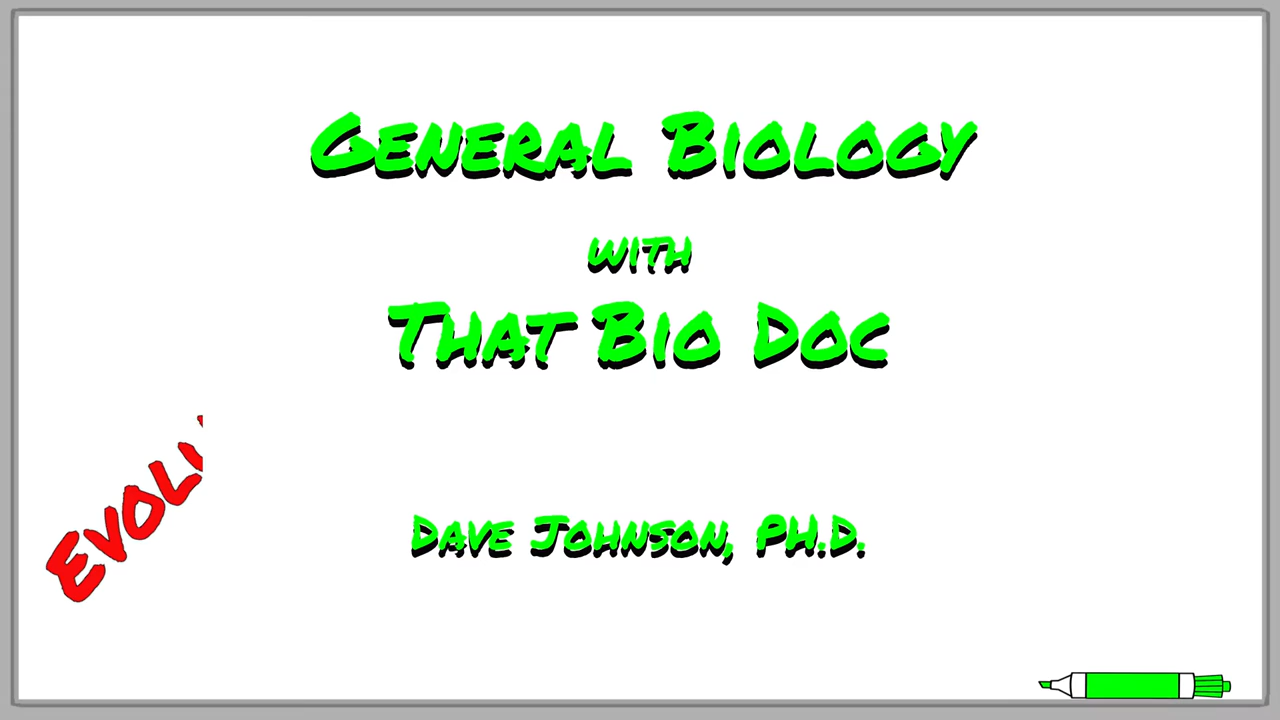 General Biology
with
That Bio Doc
Dave Johnson, PH.D.